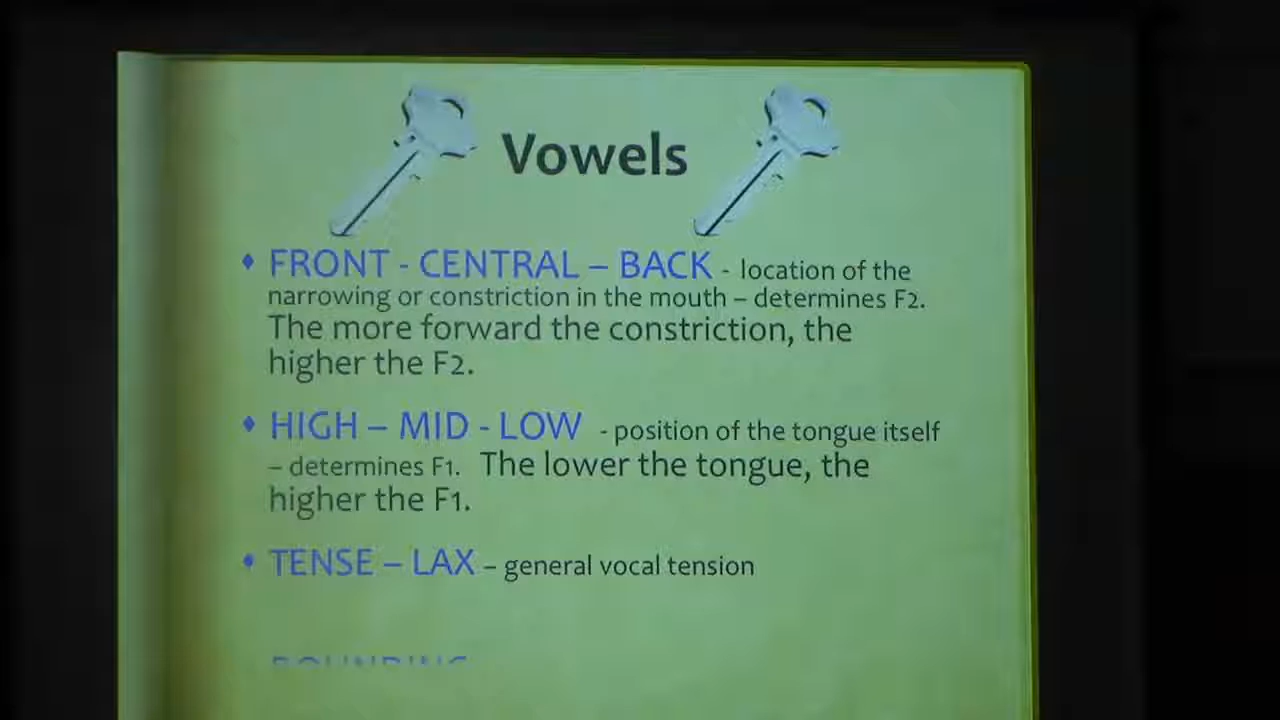 Vowels
♦ FRONT - CENTRAL – BACK - location of the
narrowing or constriction in the mouth – determines F2.
The more forward the constriction, the
higher the F2.
♦ HIGH – MID - LOW - position of the tongue itself
– determines F1. The lower the tongue, the
higher the F1.
♦ TENSE – LAX – general vocal tension